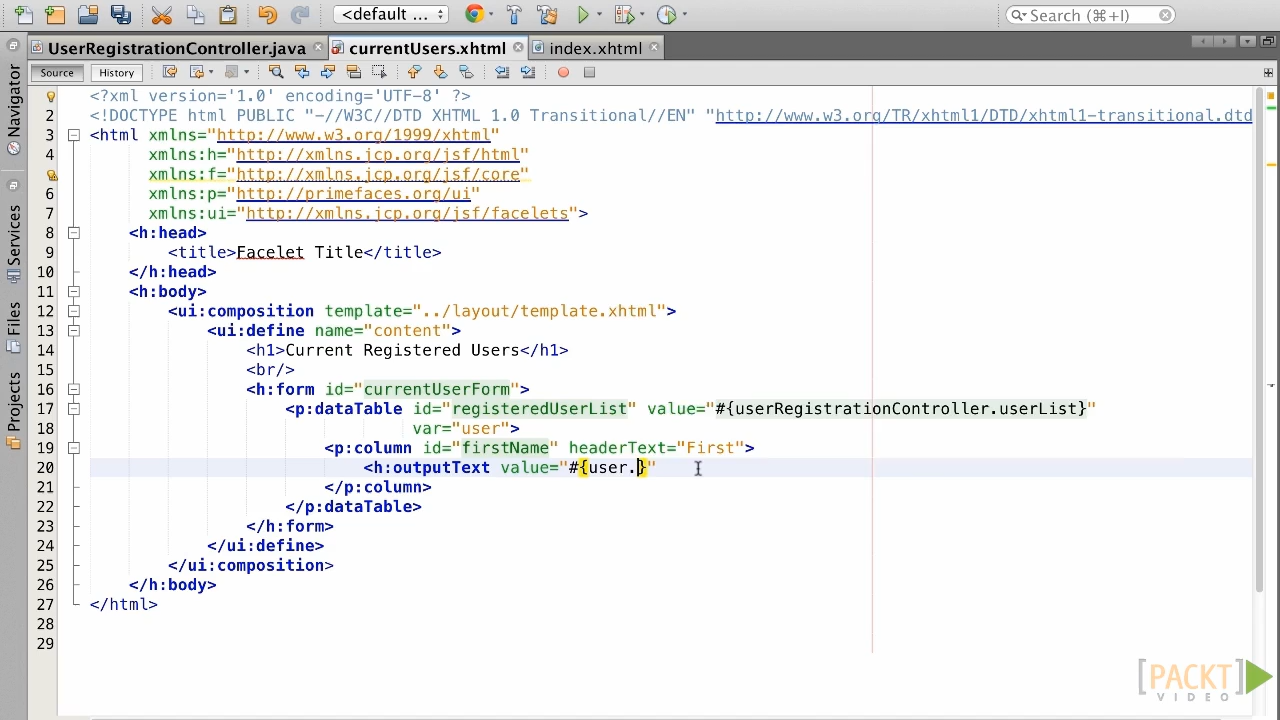 <default ...>
Search (⌘+I)
UserRegistrationController.java
currentUsers.xhtml
index.xhtml
Source
History
Navigator
Services
Files
Projects
<?xml version='1.0' encoding='UTF-8' ?>
2 <!DOCTYPE html PUBLIC "-//W3C//DTD XHTML 1.0 Transitional//EN" "http://www.w3.org/TR/xhtml1/DTD/xhtml1-transitional.dtd
3 <html xmlns="http://www.w3.org/1999/xhtml"
4 xmlns:h="http://xmlns.jcp.org/jsf/html"
xmlns:f="http://xmlns.jcp.org/jsf/core"
6 xmlns:p="http://primefaces.org/ui"
7 xmlns:ui="http://xmlns.jcp.org/jsf/facelets">
8 <h:head>
9 <title>Facelet Title</title>
10 </h:head>
11 <h:body>
12 <ui:composition template="../layout/template.xhtml">
13 <ui:define name="content">
14 <h1>Current Registered Users</h1>
15 <br/>
16 <h:form id="currentUserForm">
17 <p:dataTable id="registeredUserList" value="#{userRegistrationController.userList}"
18 var="user">
19 <p:column id="firstName" headerText="First">
20 <h:outputText value="#{user.}"
21 </p:column>
22 </p:dataTable>
23 </h:form>
24 </ui:define>
25 </ui:composition>
26 </h:body>
27 </html>
28
29
[PACKT]
VIDEO